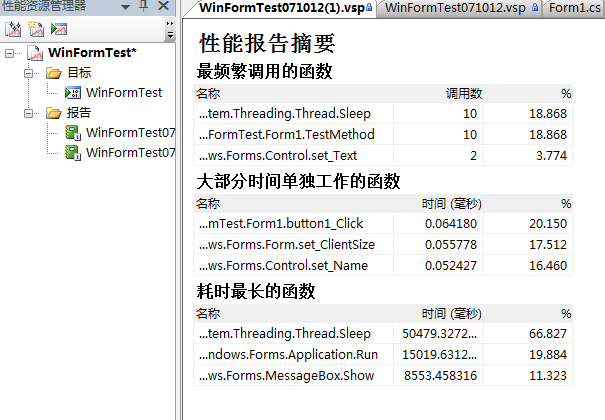 性能资源管理器
WinFormTest*
目标
WinFormTest
报告
WinFormTest07
WinFormTest07
WinFormTest071012(1).vsp
WinFormTest071012.vsp
Form1.cs
性能报告摘要
最频繁调用的函数
名称 调用数 %
...tem.Threading.Thread.Sleep 10 18.868
...FormTest.Form1.TestMethod 10 18.868
...ws.Forms.Control.set_Text 2 3.774
大部分时间单独工作的函数
名称 时间 (毫秒) %
...mTest.Form1.button1_Click 0.064180 20.150
...ws.Forms.Form.set_ClientSize 0.055778 17.512
...ws.Forms.Control.set_Name 0.052427 16.460
耗时最长的函数
名称 时间 (毫秒) %
...tem.Threading.Thread.Sleep 50479.3272... 66.827
...ndows.Forms.Application.Run 15019.6312... 19.884
...ws.Forms.MessageBox.Show 8553.458316 11.323